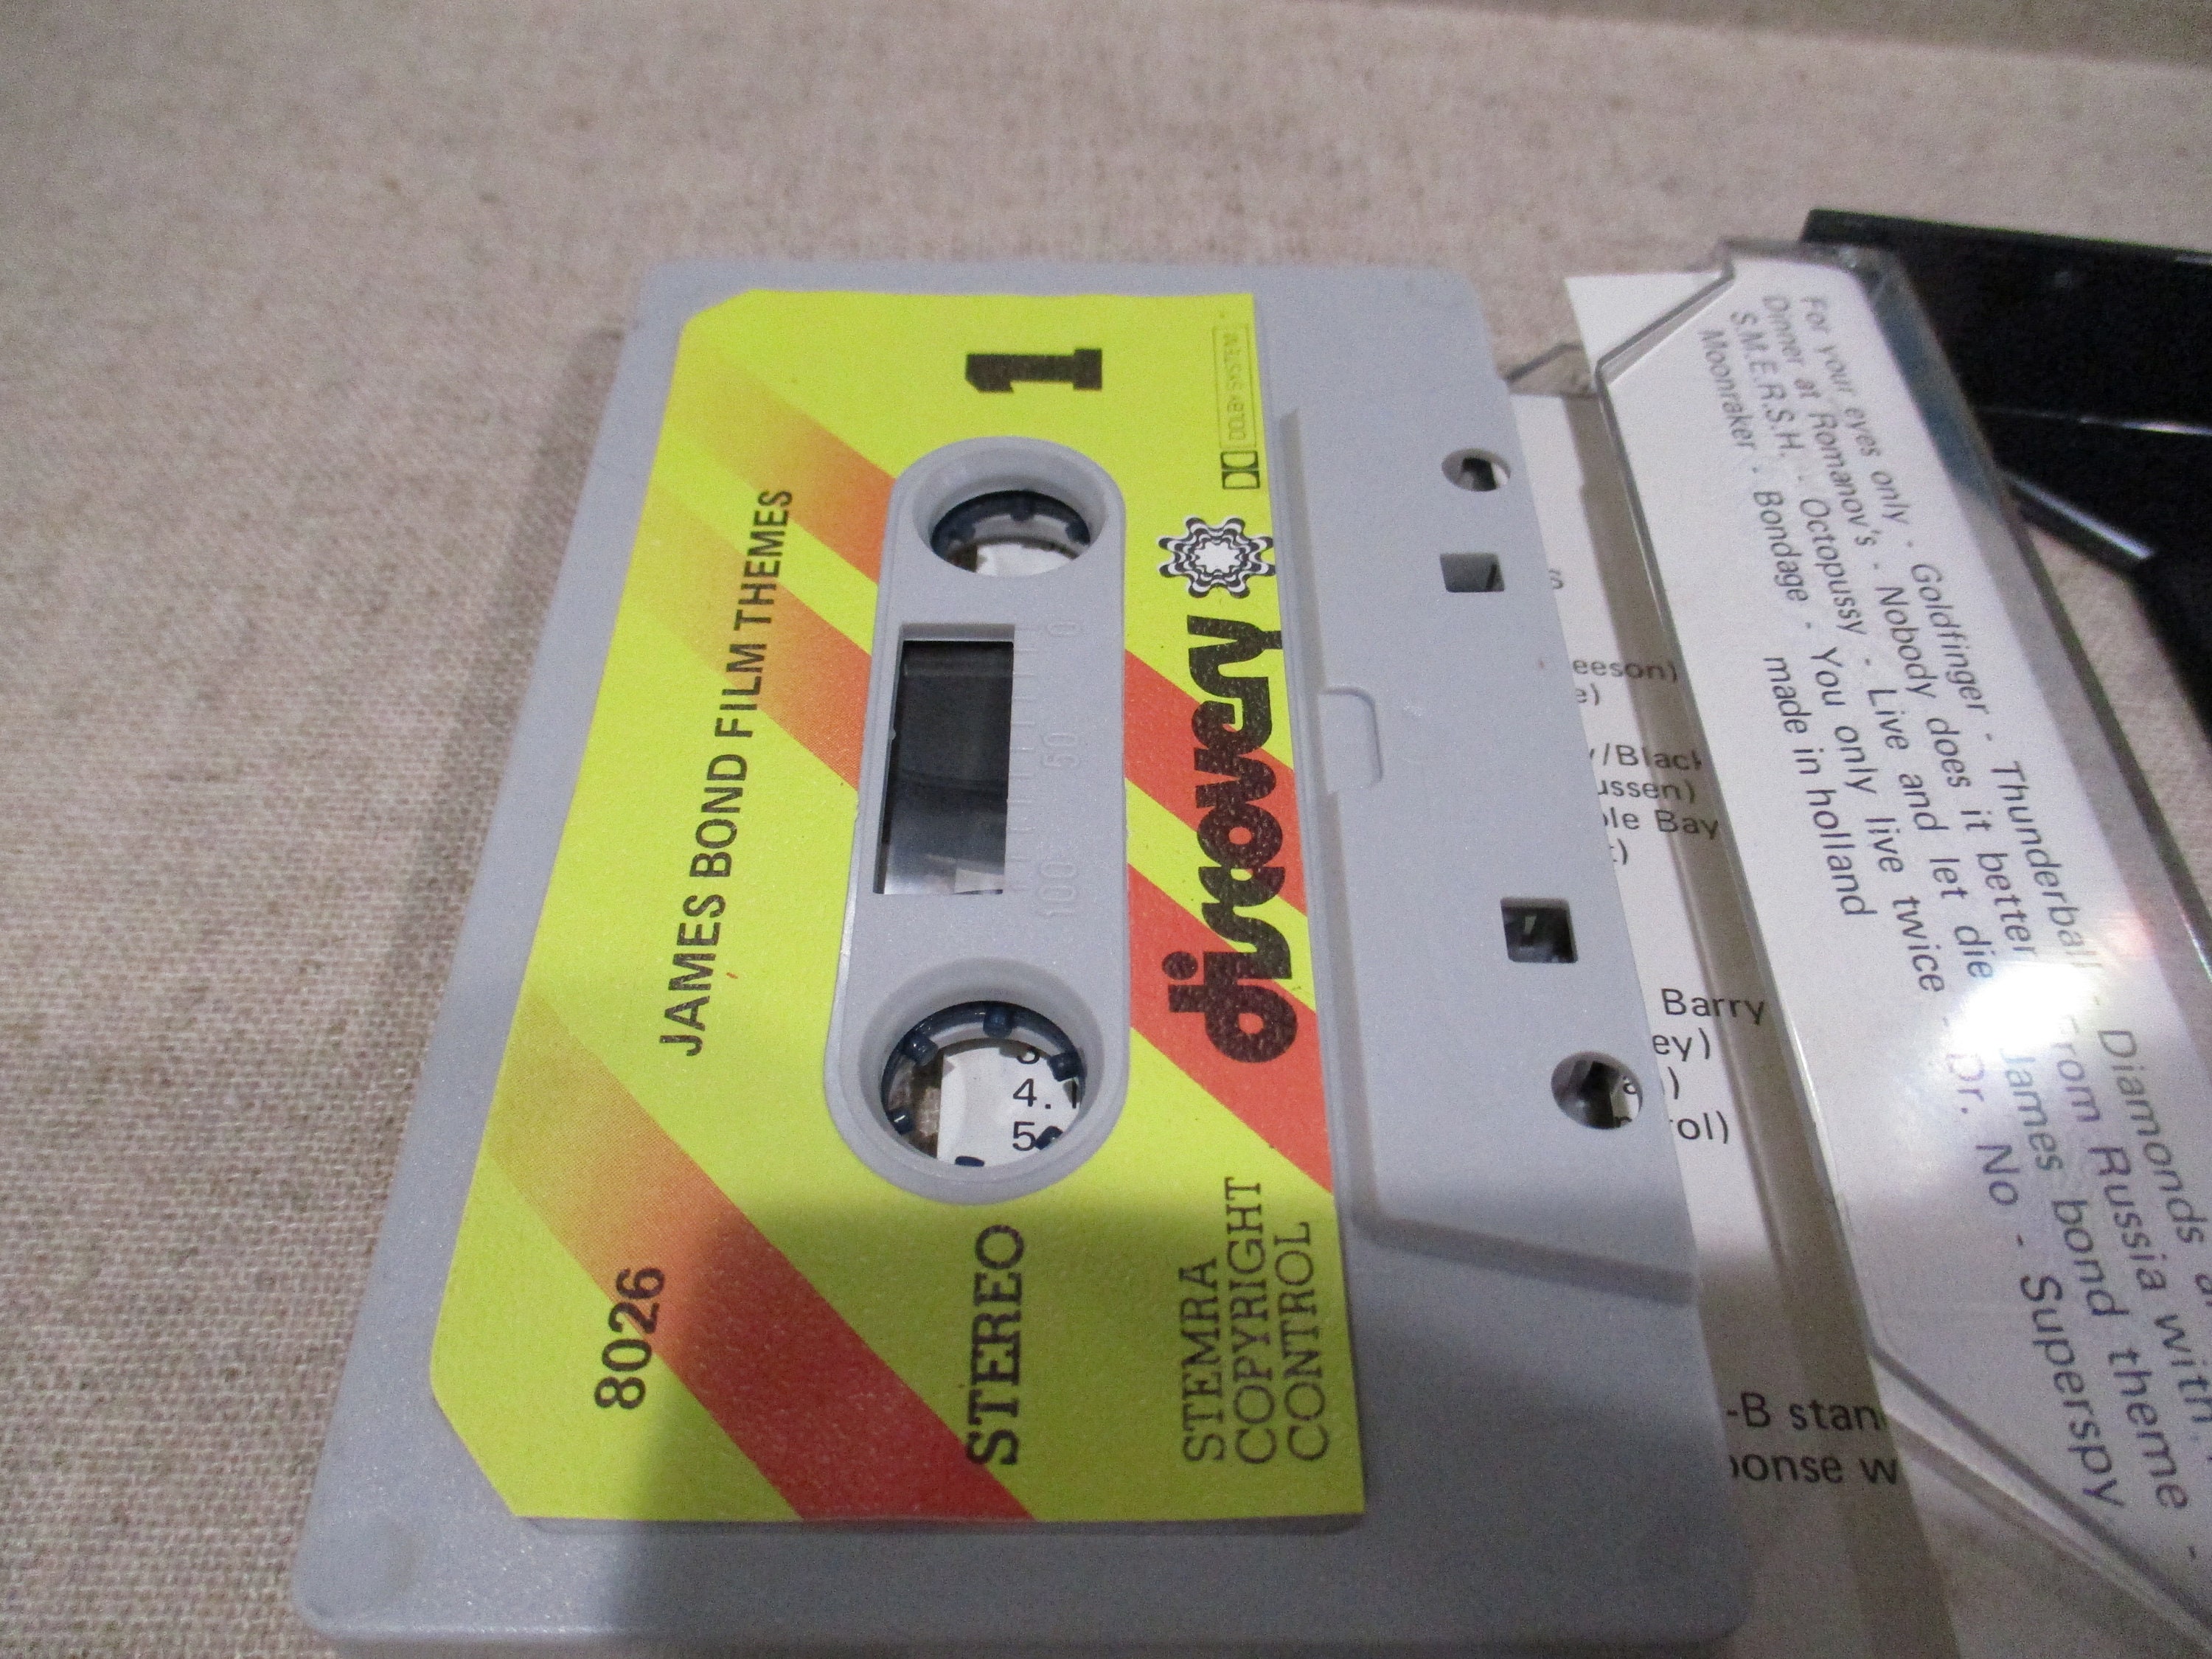 1
JAMES BOND FILM THEMES
8026
STEREO
DOLBY SYSTEM
discovery
STEMRA
COPYRIGHT
CONTROL
0
50
100
4.
5
eeson)
e)
/Black
ussen)
le Bay
Barry
ey)
)
ol)
-B stan
onse w
For your eyes only - Goldfinger - Thunderball - Diamonds
Dinner at Romanov's - Nobody does it better - From Russia with
S.M.E.R.S.H. - Octopussy - Live and let die - James bond theme -
Moonraker - Bondage - You only live twice - Dr. No - Superspy
made in holland